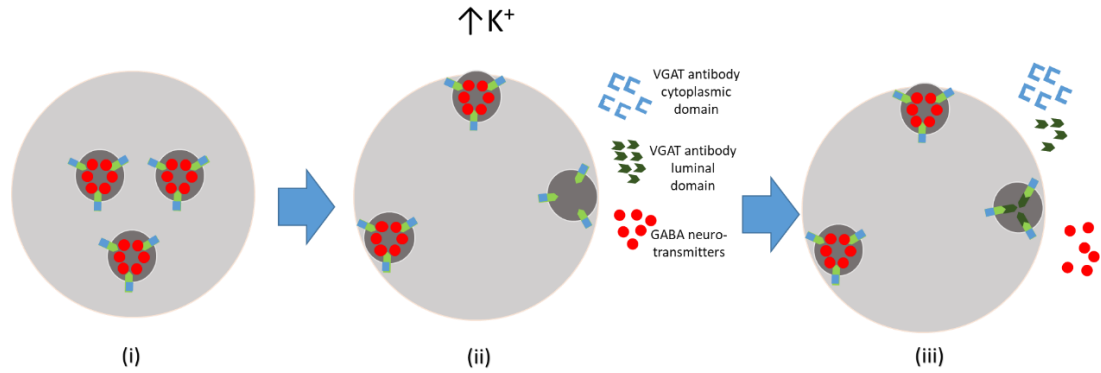 ↑K⁺
VGAT antibody
cytoplasmic
domain
VGAT antibody
luminal
domain
GABA neuro-
transmitters
(i)
(ii)
(iii)